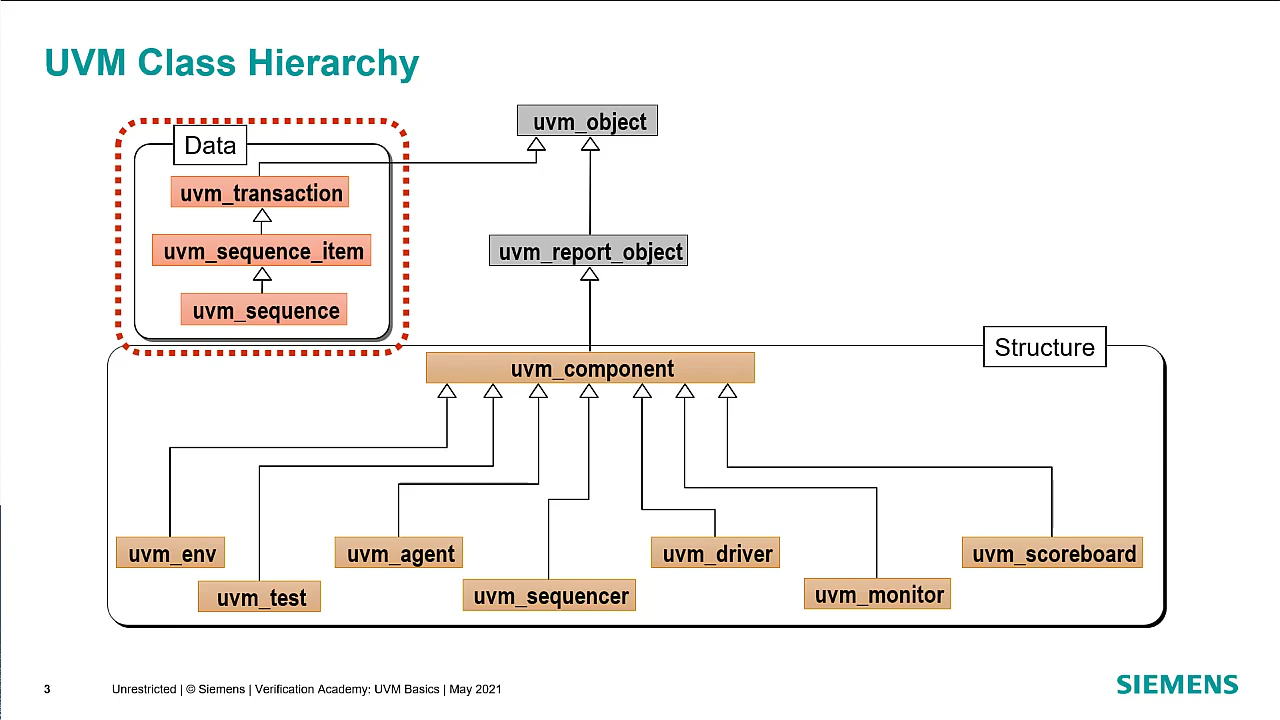 UVM Class Hierarchy
uvm_object
Data
uvm_transaction
uvm_sequence_item
uvm_report_object
uvm_sequence
Structure
uvm_component
uvm_env
uvm_agent
uvm_driver
uvm_scoreboard
uvm_test
uvm_sequencer
uvm_monitor
3 Unrestricted | © Siemens | Verification Academy: UVM Basics | May 2021
SIEMENS